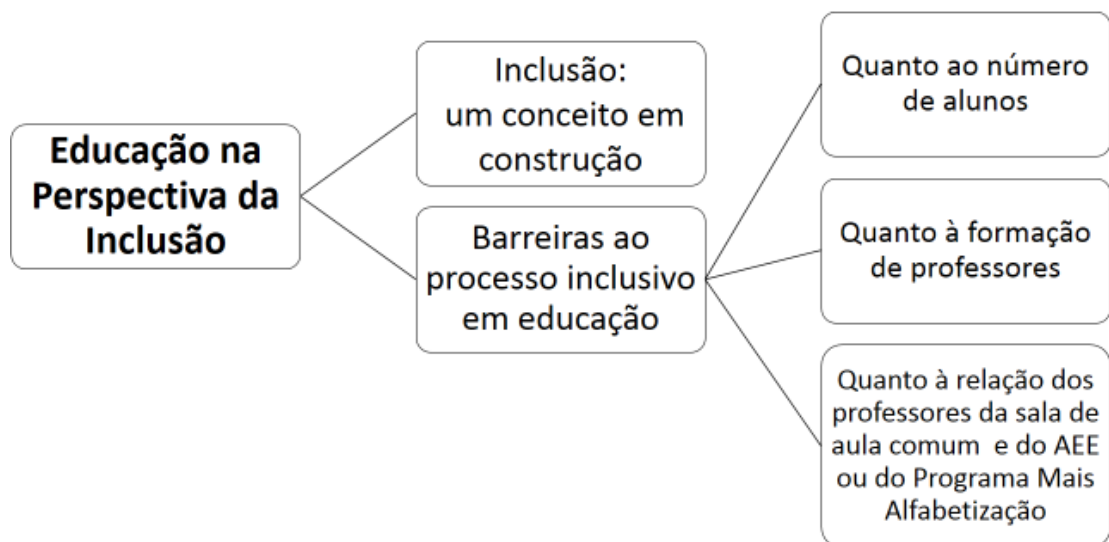 Educação na
Perspectiva da
Inclusão
Inclusão:
um conceito em
construção
Barreiras ao
processo inclusivo
em educação
Quanto ao número
de alunos
Quanto à formação
de professores
Quanto à relação dos
professores da sala de
aula comum e do AEE
ou do Programa Mais
Alfabetização